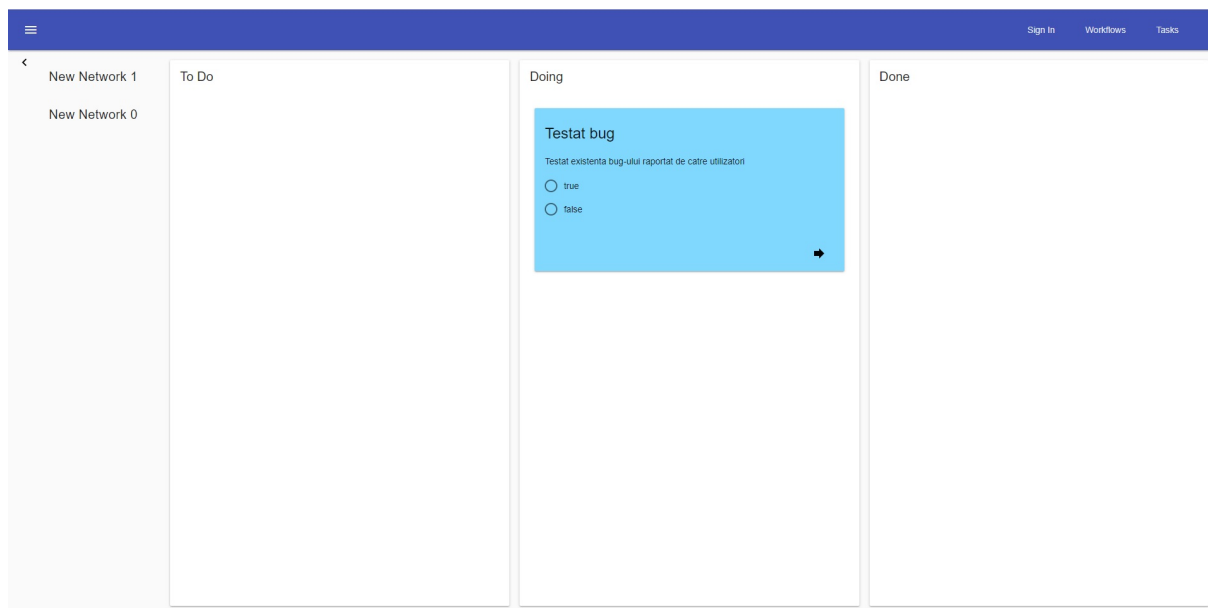 Sign In Workflows Tasks
New Network 1
New Network 0
To Do
Doing
Testat bug
Testat existenta bug-ului raportat de catre utilizatori
true
false
Done